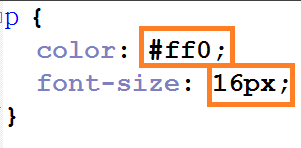 p {
color: #ff0;
font-size: 16px;
}